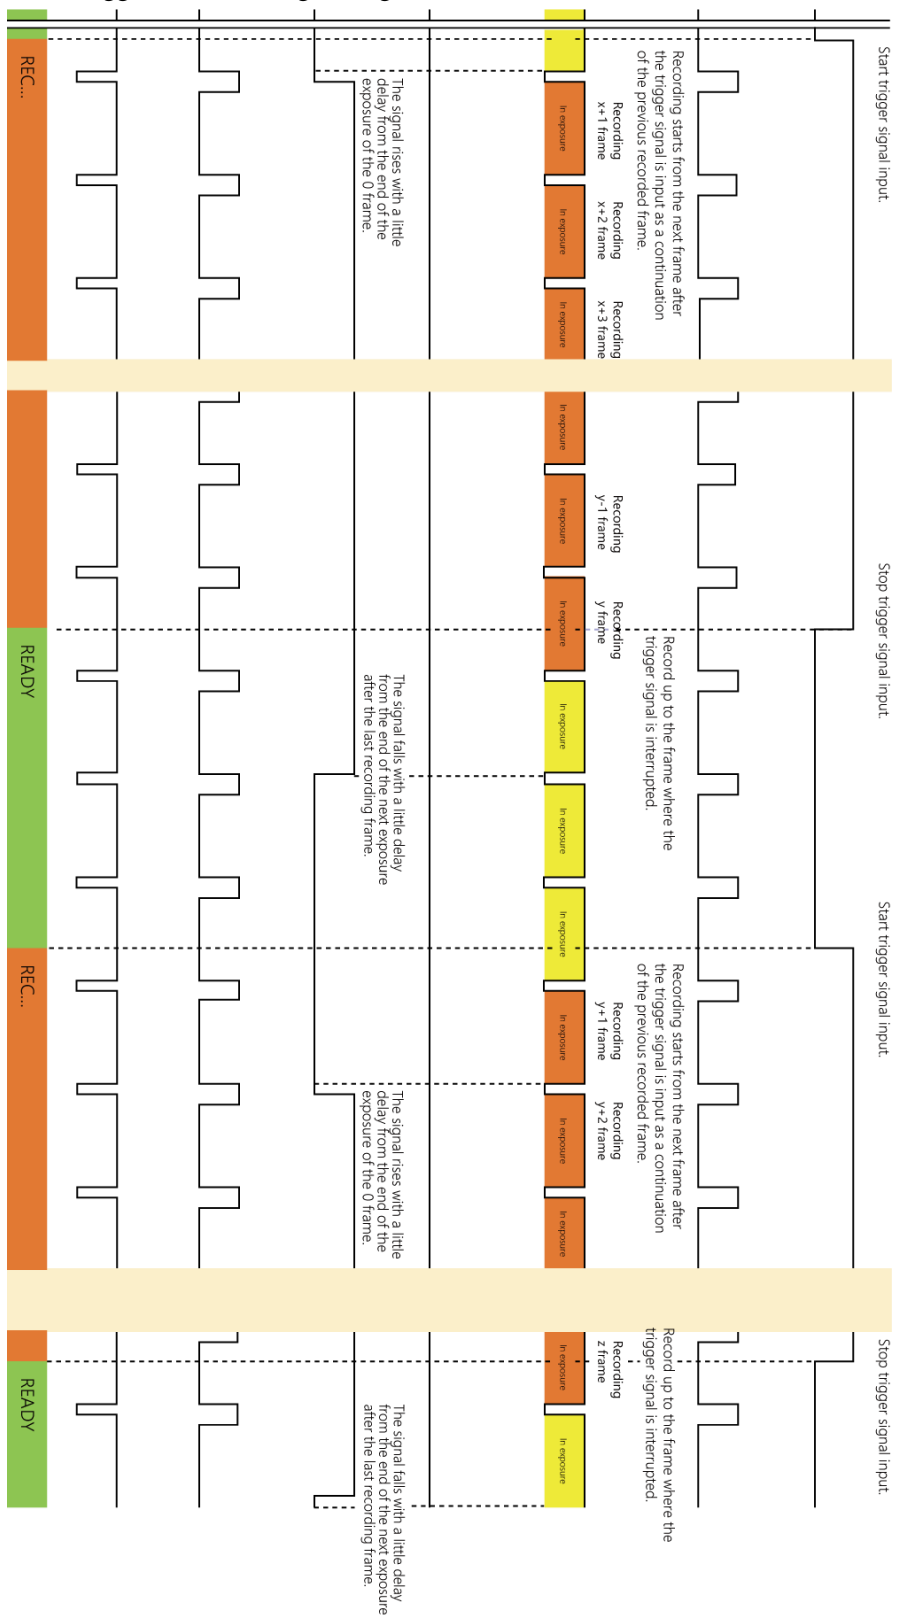 Start trigger signal input.
Stop trigger signal input.
Start trigger signal input.
Stop trigger signal input.
Recording starts from the next frame after
the trigger signal is input as a continuation
of the previous recorded frame.
Record up to the frame where the
trigger signal is interrupted.
Recording starts from the next frame after
the trigger signal is input as a continuation
of the previous recorded frame.
Record up to the frame where the
trigger signal is interrupted.
Recording
x+1 frame
Recording
x+2 frame
Recording
x+3 frame
Recording
y-1 frame
Recording
y frame
Recording
y+1 frame
Recording
y+2 frame
Recording
z frame
In exposure
In exposure
In exposure
In exposure
In exposure
In exposure
In exposure
In exposure
In exposure
In exposure
In exposure
In exposure
In exposure
In exposure
The signal rises with a little
delay from the end of the
exposure of the 0 frame.
The signal falls with a little delay
from the end of the next exposure
after the last recording frame.
The signal rises with a little
delay from the end of the
exposure of the 0 frame.
The signal falls with a little delay
from the end of the next exposure
after the last recording frame.
REC...
READY
REC...
READY